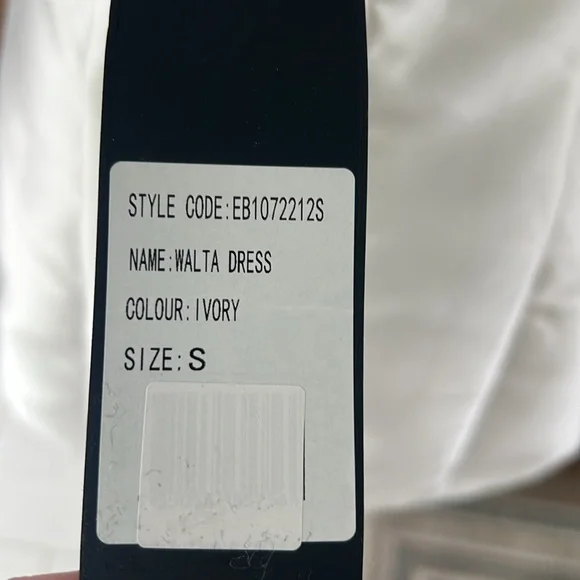 STYLE CODE:EB1072212S
NAME:WALTA DRESS
COLOUR:IVORY
SIZE:S